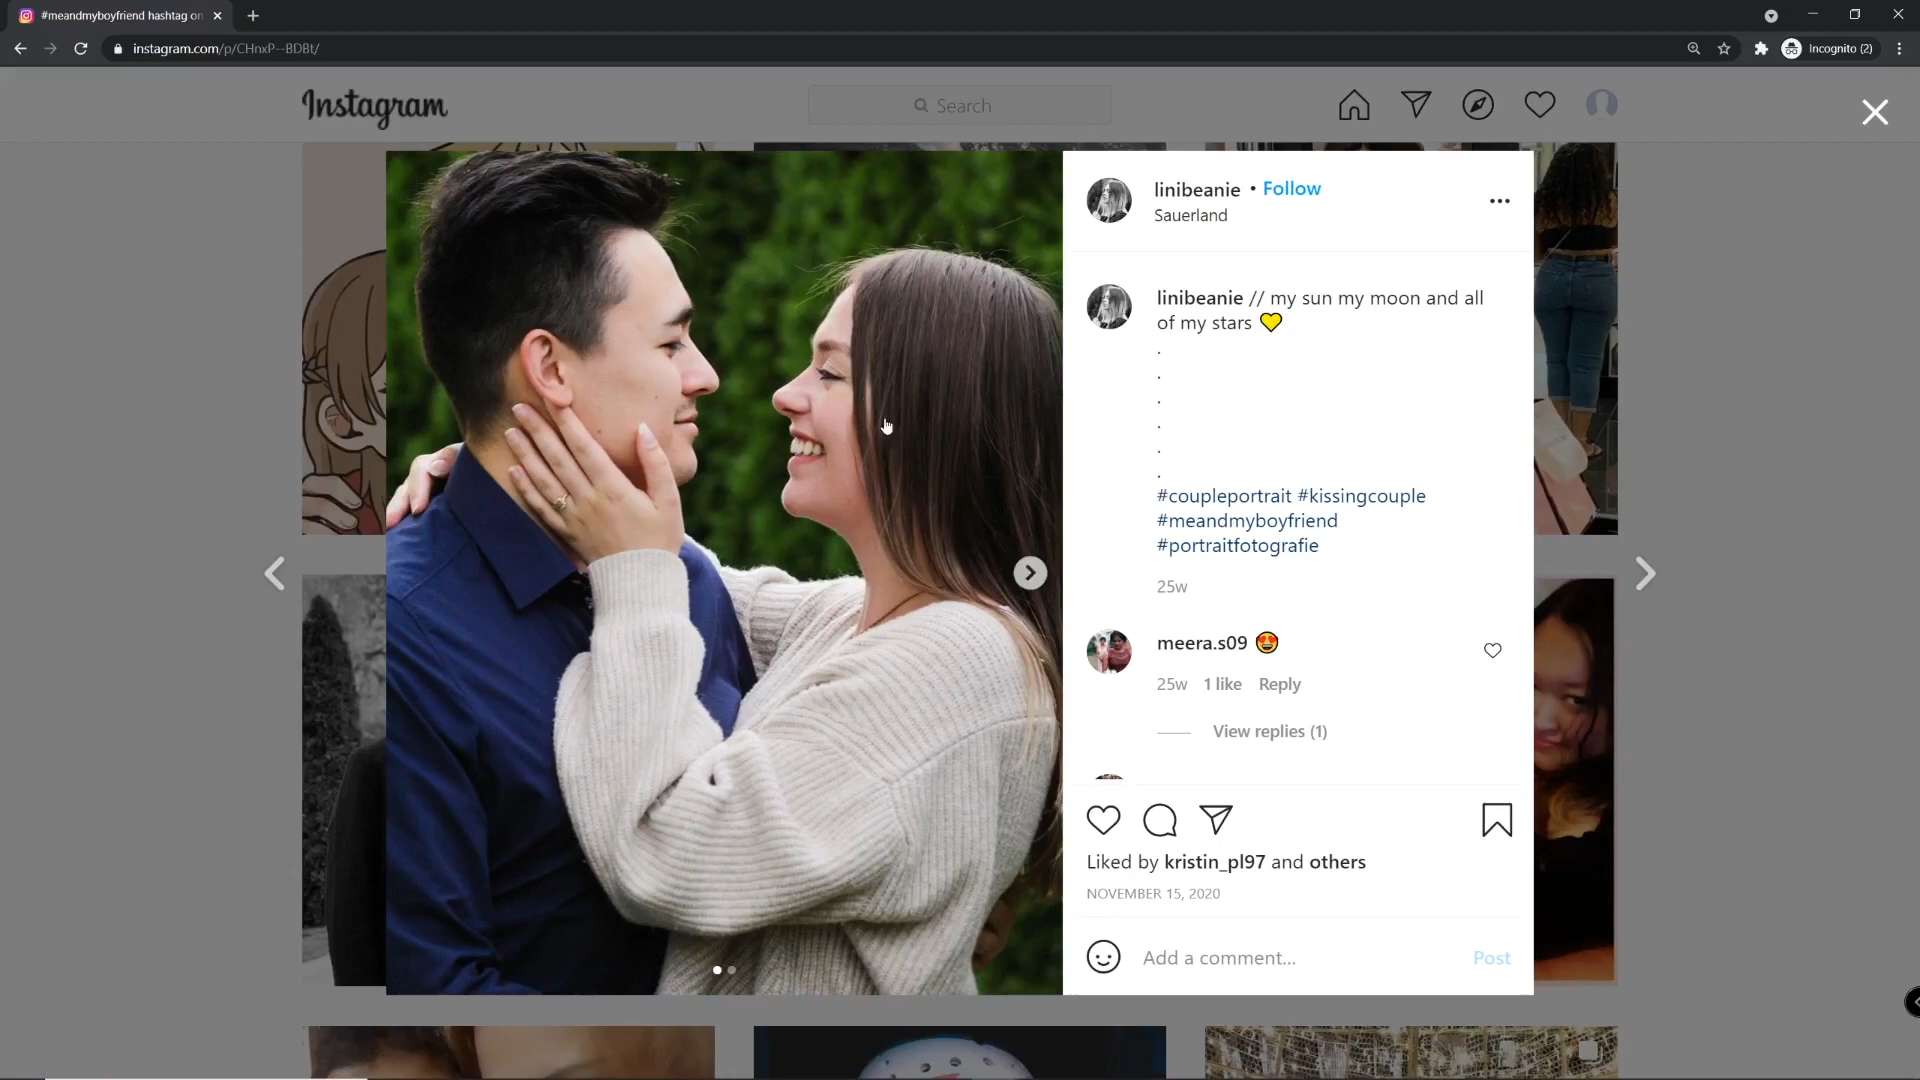 #meandmyboyfriend hashtag on
instagram.com/p/CHnxP--BDBt/
Incognito (2)
Instagram
Search
linibeanie • Follow
Sauerland
linibeanie // my sun my moon and all
of my stars 💛
.
.
.
.
.
.
#coupleportrait #kissingcouple
#meandmyboyfriend
#portraitfotografie
25w
meera.s09 😍
25w 1 like Reply
View replies (1)
Liked by kristin_pl97 and others
NOVEMBER 15, 2020
Add a comment...
Post